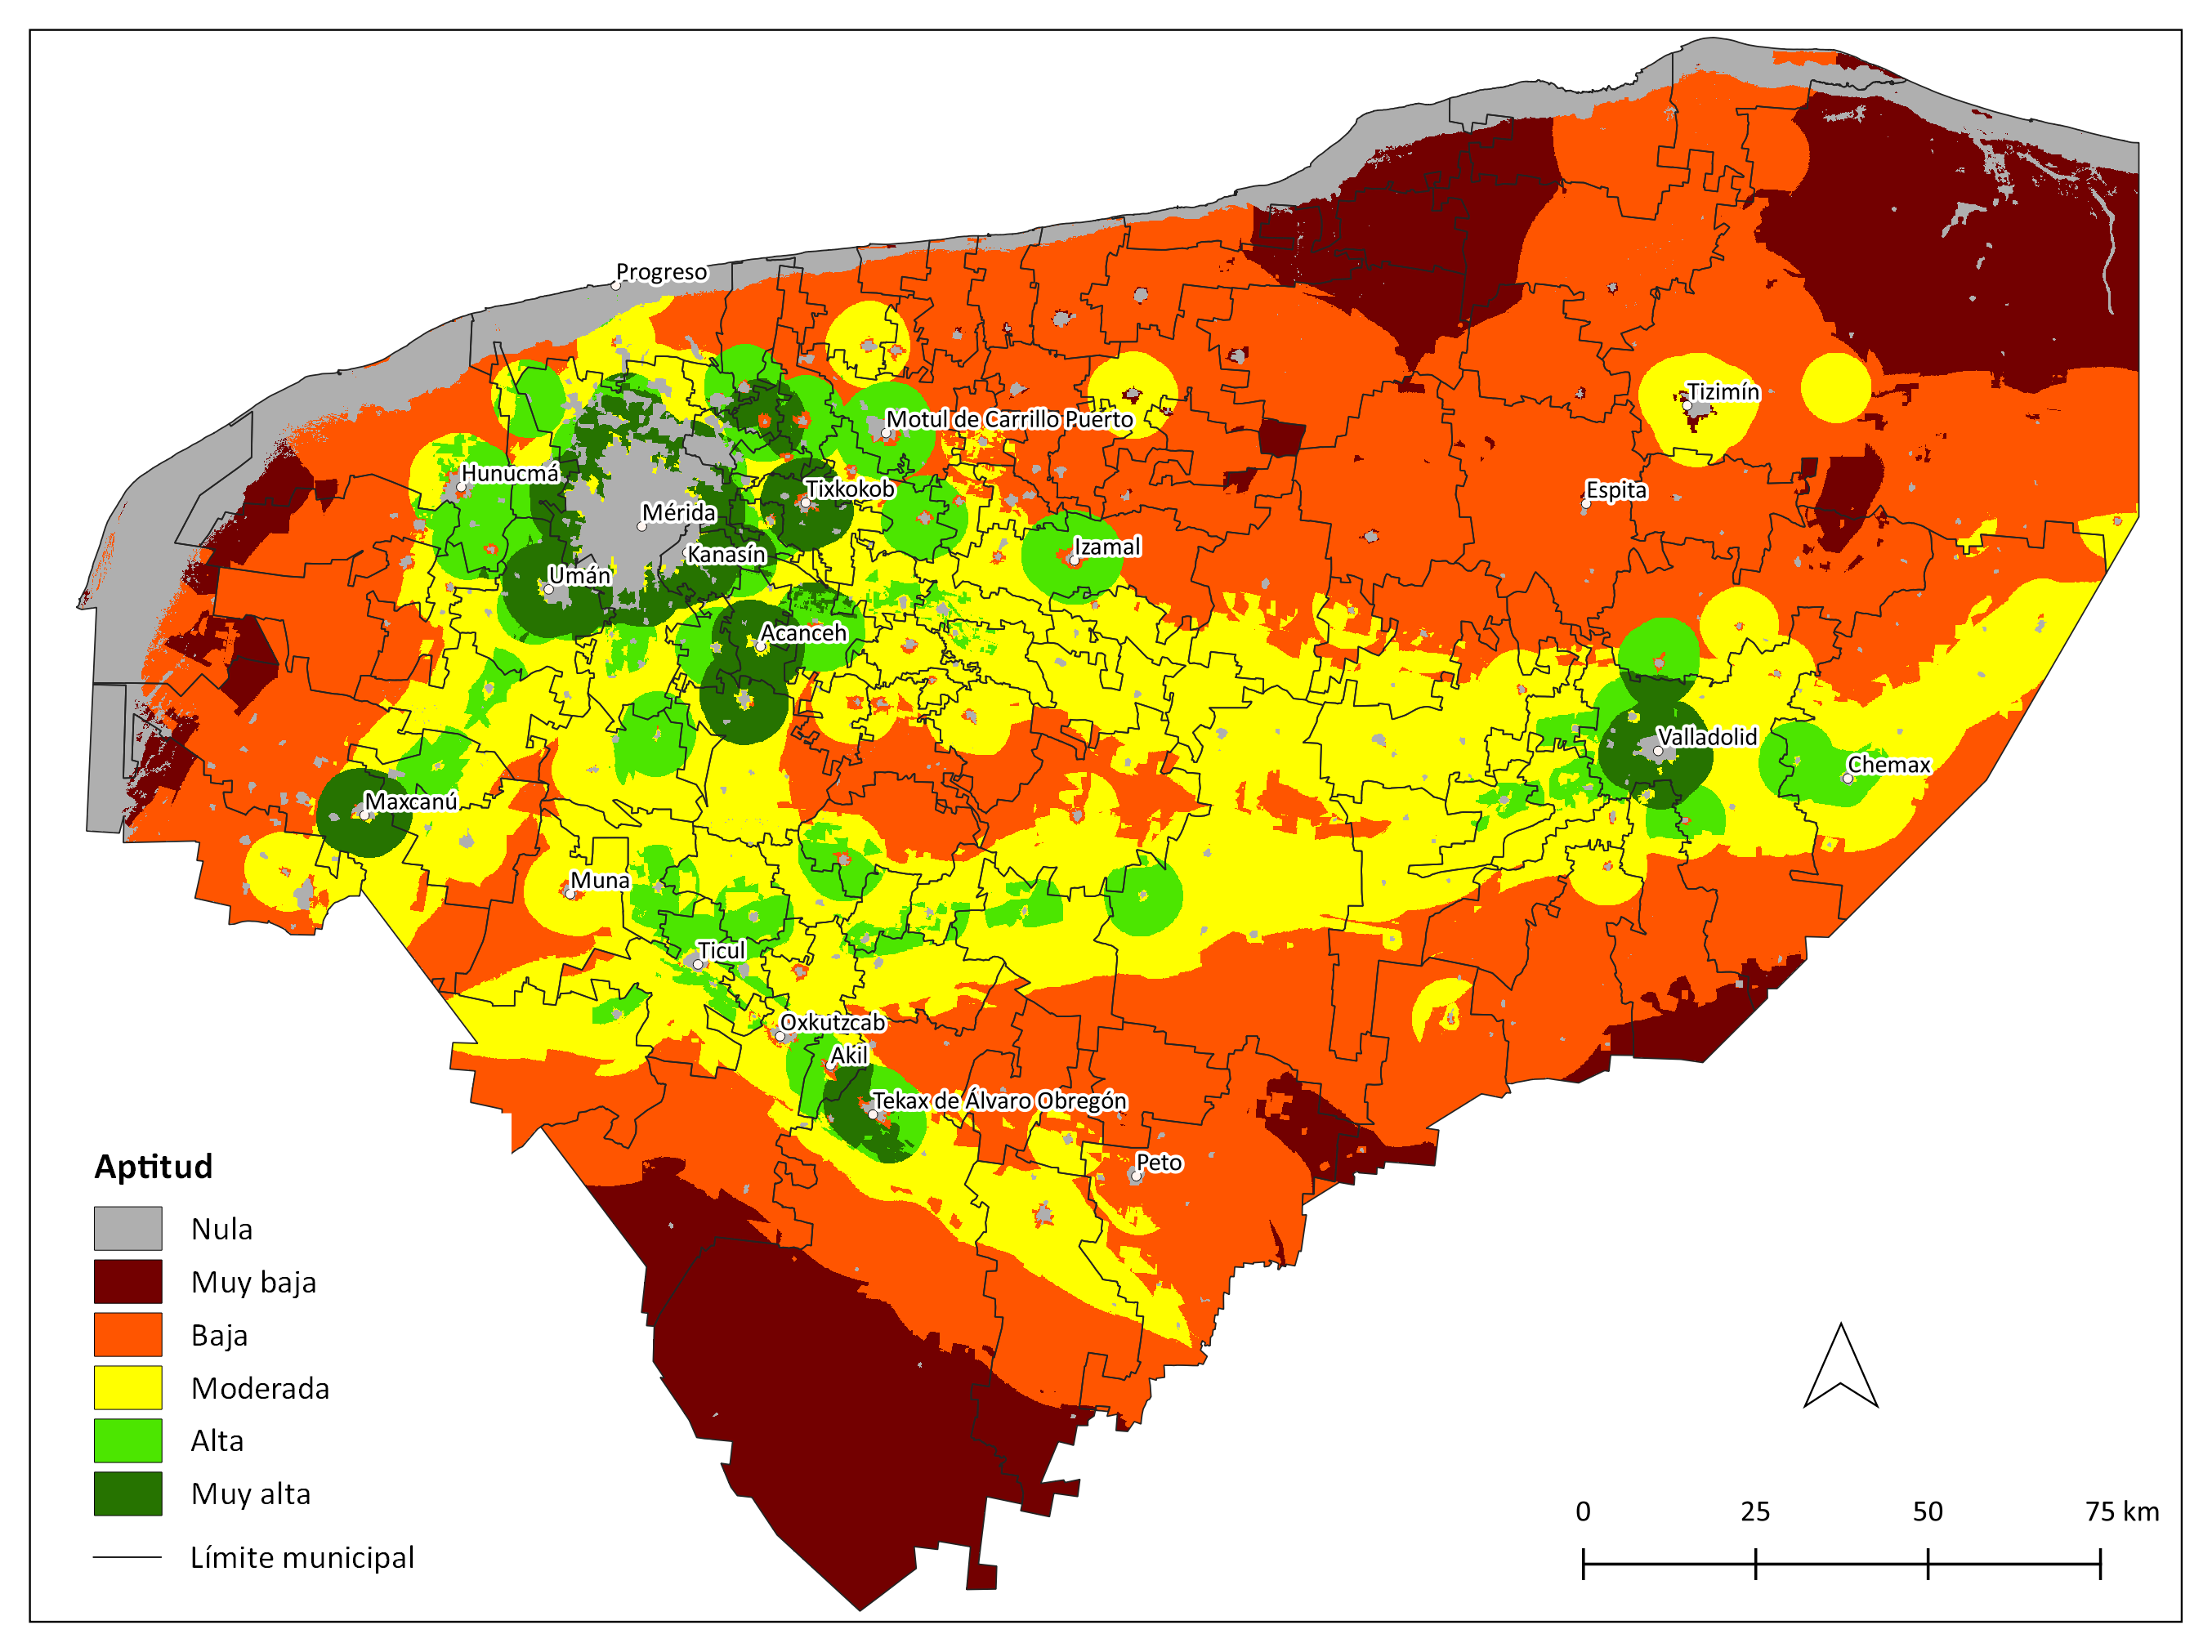 Progreso
Tizimín
Motul de Carrillo Puerto
Hunucmá
Tixkokob
Espita
Mérida
Kanasín
Izamal
Umán
Acanceh
Valladolid
Chemax
Maxcanú
Muna
Ticul
Oxkutzcab
Akil
Tekax de Álvaro Obregón
Peto
Aptitud
Nula
Muy baja
Baja
Moderada
Alta
Muy alta
Límite municipal
0 25 50 75 km